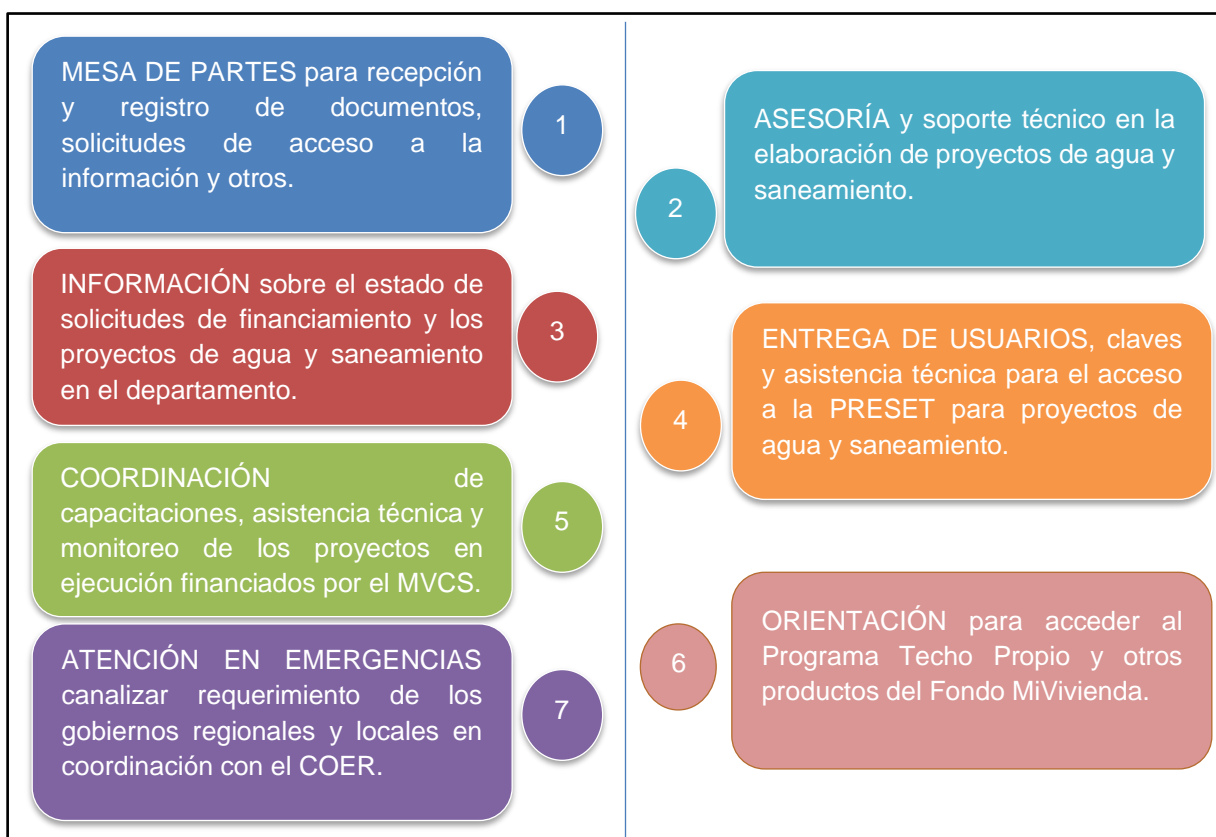 MESA DE PARTES para recepción
y registro de documentos,
solicitudes de acceso a la
información y otros.
1
ASESORÍA y soporte técnico en la
elaboración de proyectos de agua y
saneamiento.
2
INFORMACIÓN sobre el estado de
solicitudes de financiamiento y los
proyectos de agua y saneamiento
en el departamento.
3
ENTREGA DE USUARIOS, claves
y asistencia técnica para el acceso
a la PRESET para proyectos de
agua y saneamiento.
4
COORDINACIÓN de
capacitaciones, asistencia técnica y
monitoreo de los proyectos en
ejecución financiados por el MVCS.
5
ORIENTACIÓN para acceder al
Programa Techo Propio y otros
productos del Fondo MiVivienda.
6
ATENCIÓN EN EMERGENCIAS
canalizar requerimiento de los
gobiernos regionales y locales en
coordinación con el COER.
7